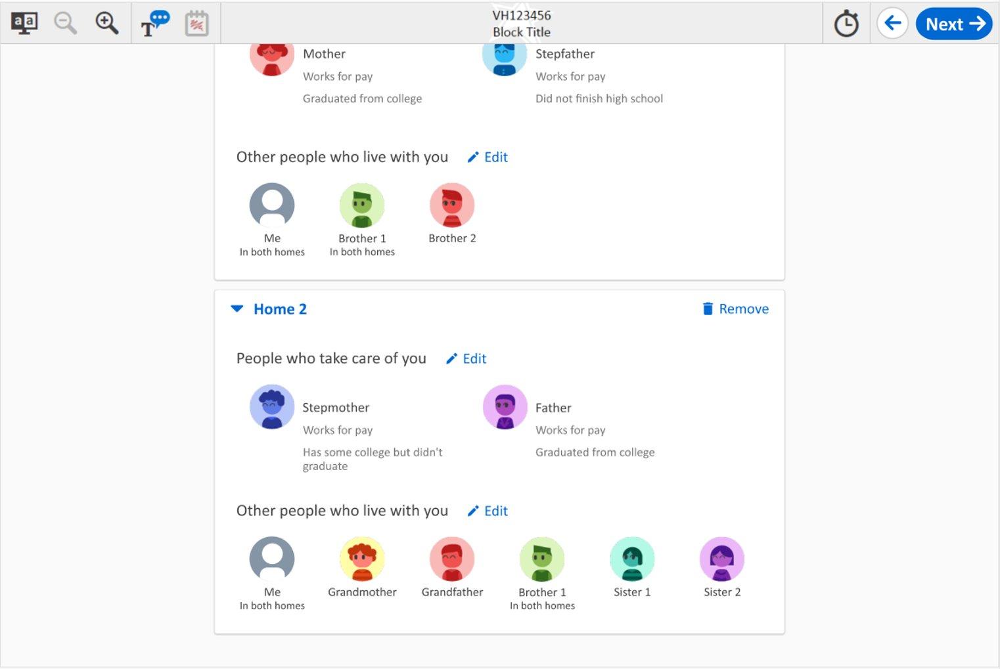 aa
T
VH123456
Block Title
Next
Mother
Works for pay
Graduated from college
Stepfather
Works for pay
Did not finish high school
Other people who live with you
Edit
Me
In both homes
Brother 1
In both homes
Brother 2
Home 2
Remove
People who take care of you
Edit
Stepmother
Works for pay
Has some college but didn't
graduate
Father
Works for pay
Graduated from college
Other people who live with you
Edit
Me
In both homes
Grandmother
Grandfather
Brother 1
In both homes
Sister 1
Sister 2